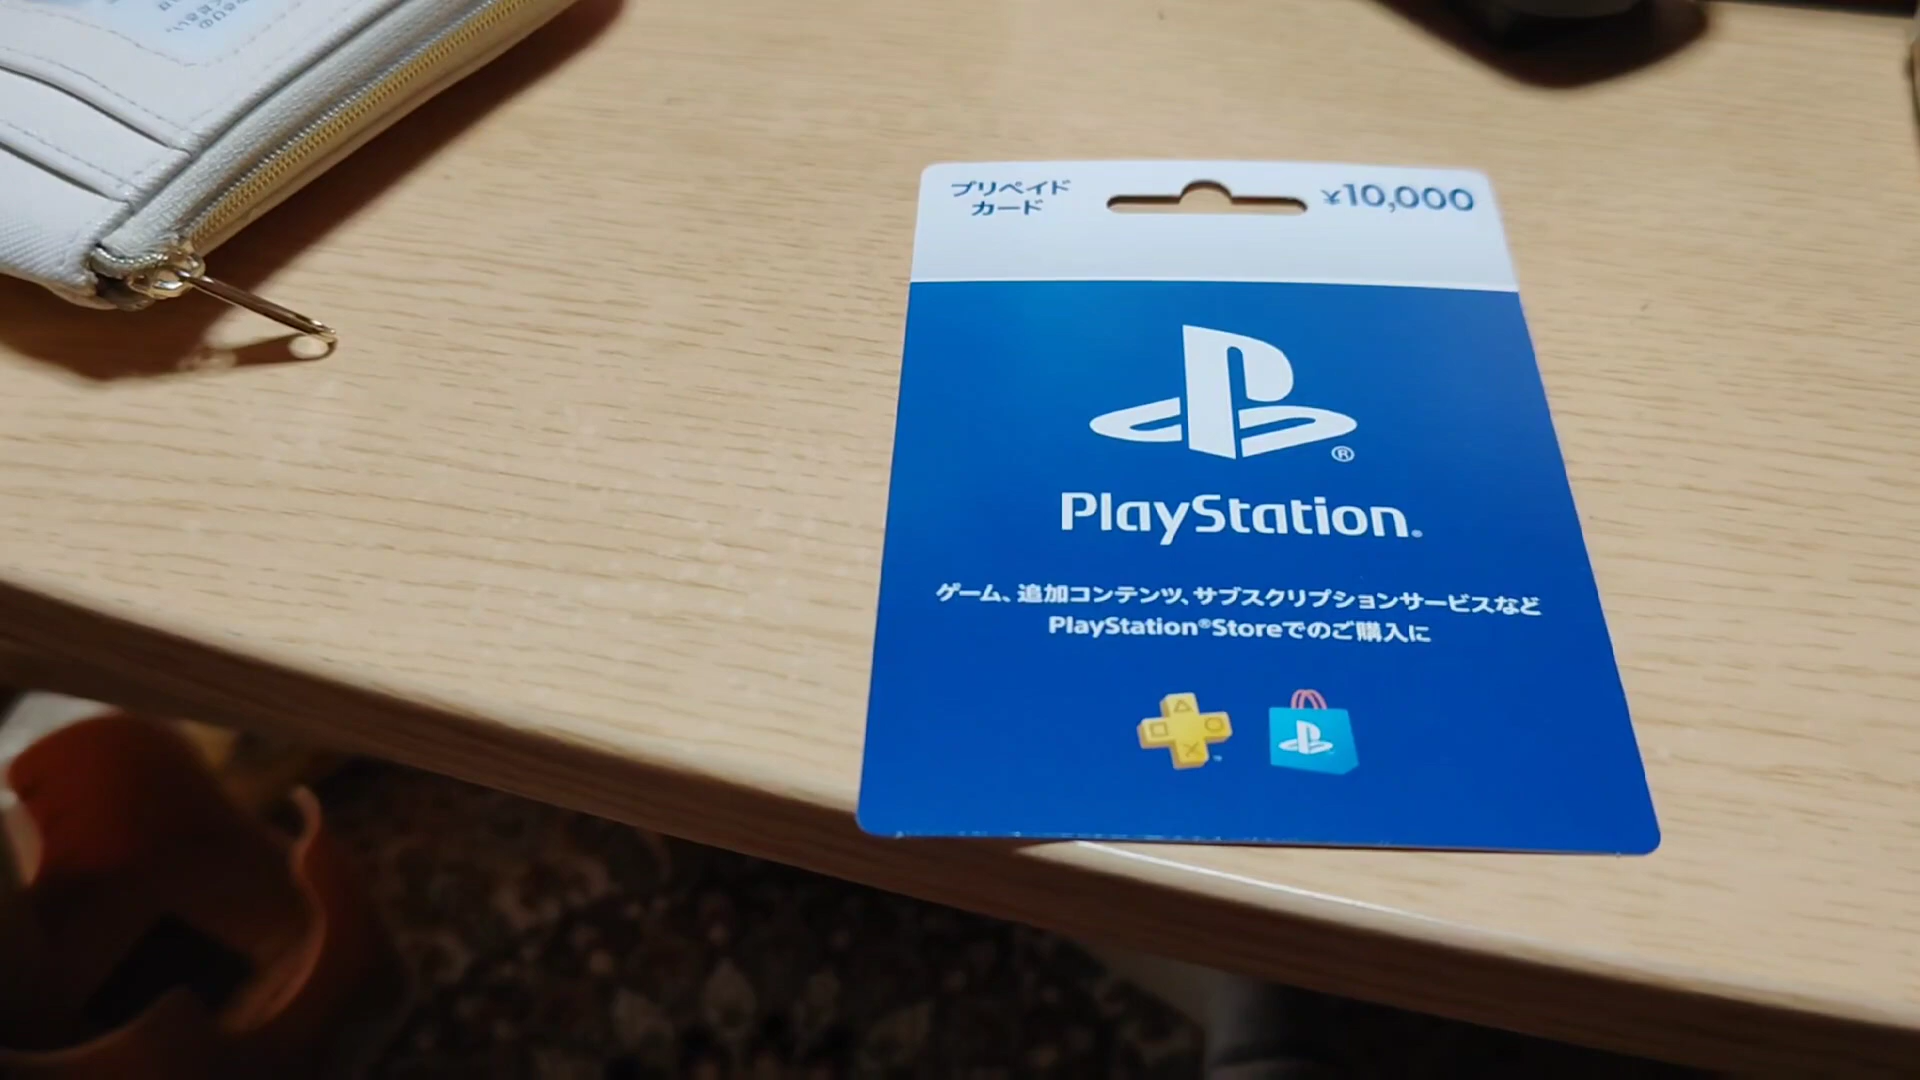 プリペイド
カード
¥10,000
PlayStation®
ゲーム、追加コンテンツ、サブスクリプションサービスなど
PlayStation®Storeでのご購入に